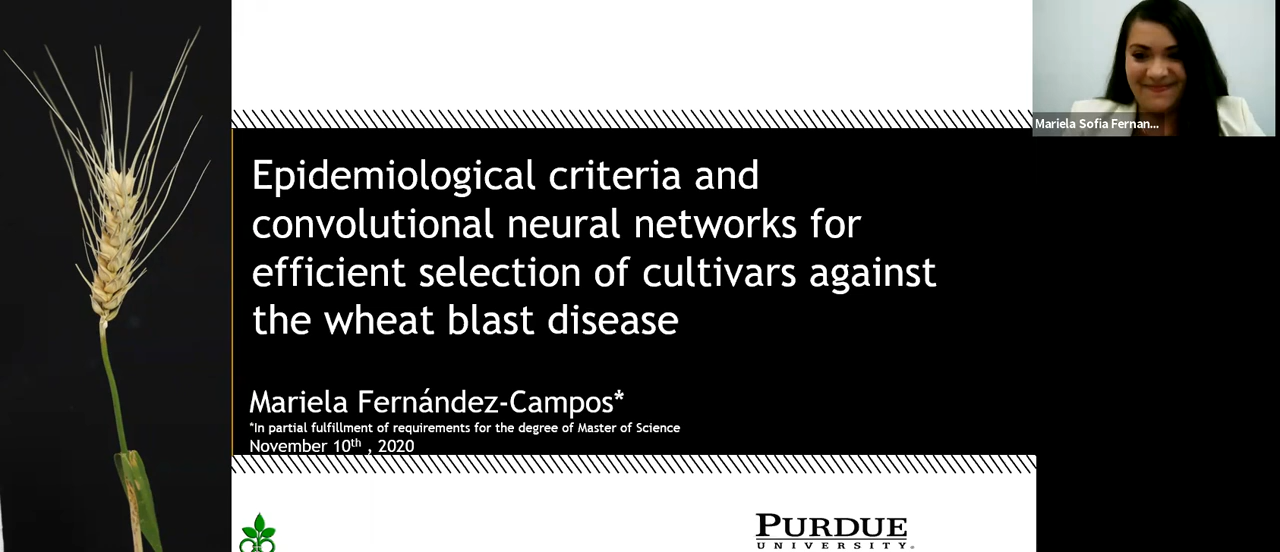 Mariela Sofia Fernan...
Epidemiological criteria and
convolutional neural networks for
efficient selection of cultivars against
the wheat blast disease
Mariela Fernández-Campos*
*In partial fulfillment of requirements for the degree of Master of Science
November 10th , 2020
PURDUE
UNIVERSITY